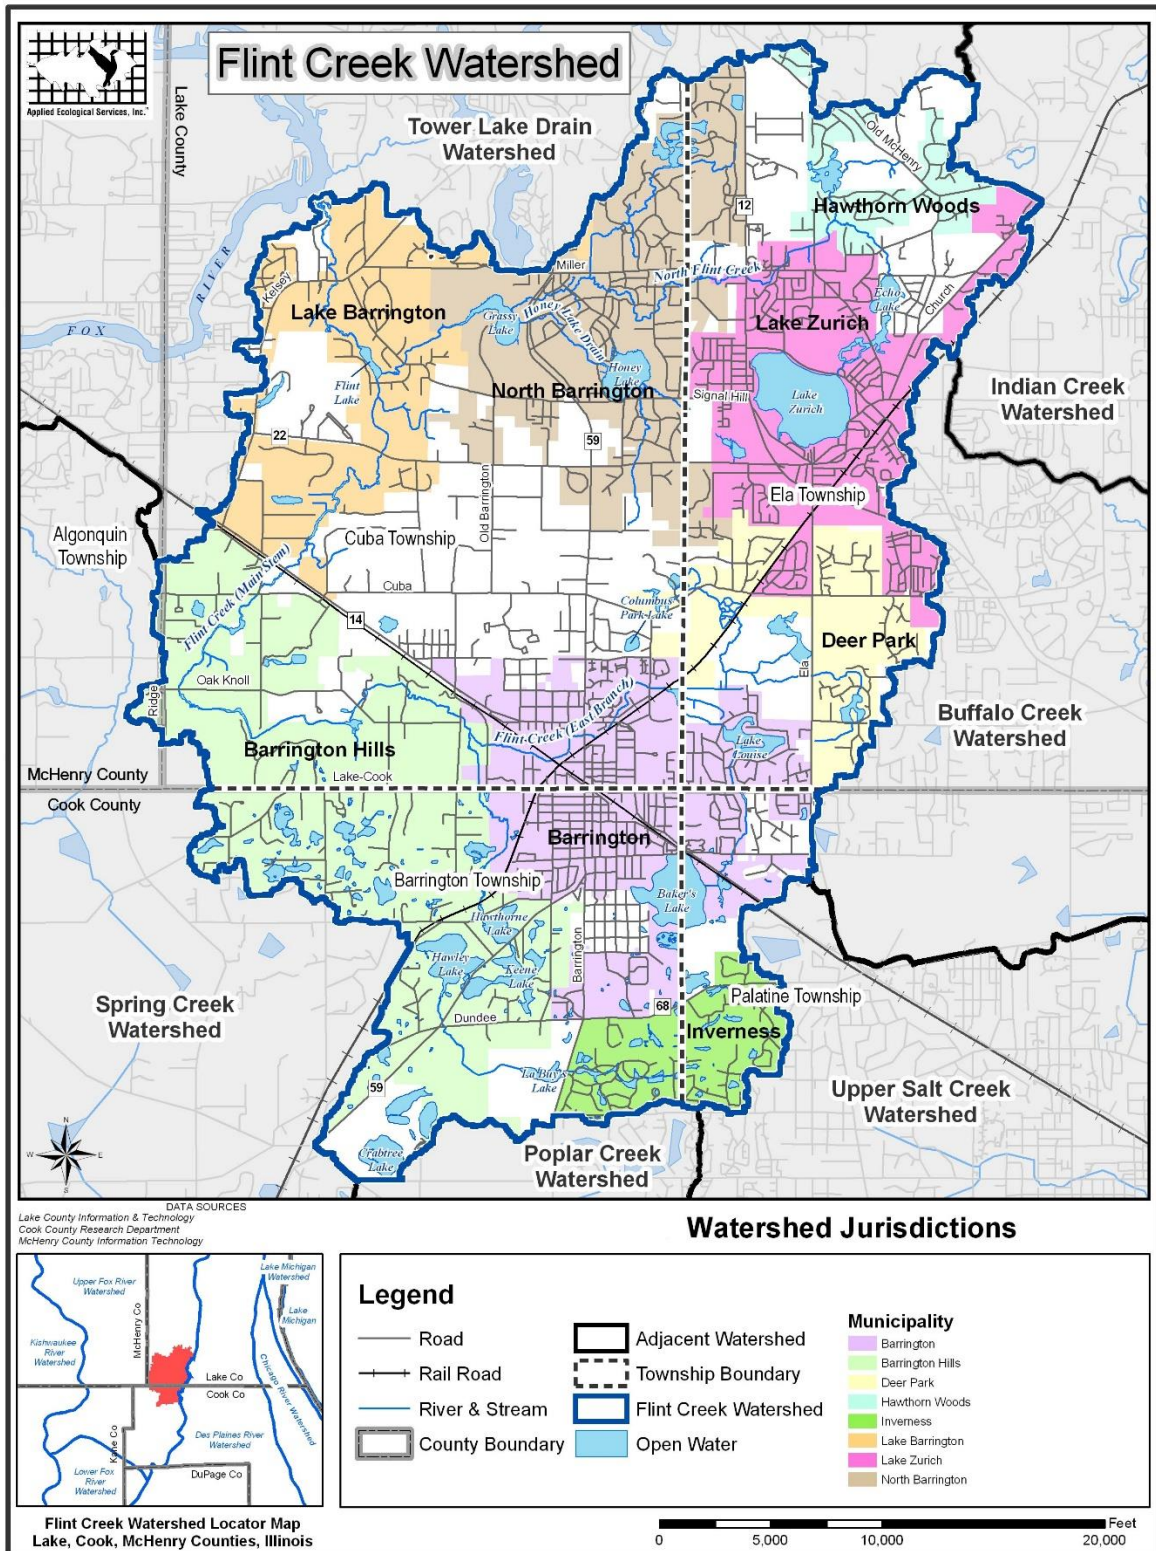 Flint Creek Watershed
Applied Ecological Services, Inc.™
Lake County
Tower Lake Drain
Watershed
Old McHenry
Hawthorn Woods
12
RIVER
FOX
Miller
North Flint Creek
Kelsey
Lake Barrington
Grassy
Lake
Honey Lake Drain
Echo
Lake
Church
Lake Zurich
Flint
Lake
Honey
Lake
North Barrington
Signal Hill
Lake
Zurich
Indian Creek
Watershed
22
59
Old Barrington
Ela Township
Algonquin
Township
Cuba Township
Flint Creek (Main Stem)
Cuba
14
Columbus
Park Lake
Deer Park
Ela
Oak Knoll
Ridge
Flint Creek (East Branch)
Buffalo Creek
Watershed
Barrington Hills
Lake
Louise
McHenry County
Lake-Cook
Cook County
Barrington
Barrington Township
Baker's
Lake
Hawthorne
Lake
Hawley
Lake
Keene
Lake
Barrington
Spring Creek
Watershed
Palatine Township
68
Dundee
Inverness
La Buy's
Lake
59
Upper Salt Creek
Watershed
Poplar Creek
Watershed
Crabtree
Lake
N
W
E
S
DATA SOURCES
Lake County Information & Technology
Cook County Research Department
McHenry County Information Technology
Watershed Jurisdictions
Upper Fox River
Watershed
McHenry Co
Lake Michigan
Watershed
Lake
Michigan
Kishwaukee
River
Watershed
Lake Co
Cook Co
Chicago River Watershed
Kane Co
Des Plaines River
Watershed
Lower Fox
River
Watershed
DuPage Co
Flint Creek Watershed Locator Map
Lake, Cook, McHenry Counties, Illinois
Legend
Road
Rail Road
River & Stream
County Boundary
Adjacent Watershed
Township Boundary
Flint Creek Watershed
Open Water
Municipality
Barrington
Barrington Hills
Deer Park
Hawthorn Woods
Inverness
Lake Barrington
Lake Zurich
North Barrington
Feet
0 5,000 10,000 20,000